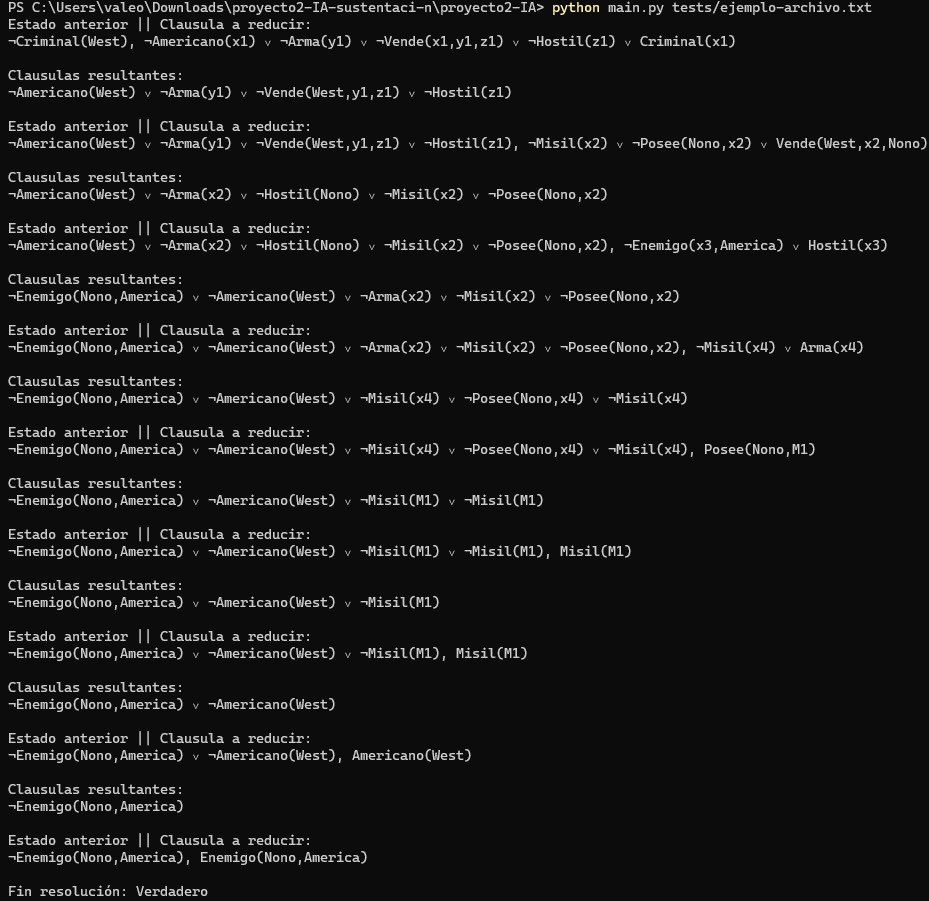 PS C:\Users\valeo\Downloads\proyecto2-IA-sustentaci-n\proyecto2-IA> python main.py tests/ejemplo-archivo.txt
Estado anterior || Clausula a reducir:
¬Criminal(West), ¬Americano(x1) ∨ ¬Arma(y1) ∨ ¬Vende(x1,y1,z1) ∨ ¬Hostil(z1) ∨ Criminal(x1)
Clausulas resultantes:
¬Americano(West) ∨ ¬Arma(y1) ∨ ¬Vende(West,y1,z1) ∨ ¬Hostil(z1)
Estado anterior || Clausula a reducir:
¬Americano(West) ∨ ¬Arma(y1) ∨ ¬Vende(West,y1,z1) ∨ ¬Hostil(z1), ¬Misil(x2) ∨ ¬Posee(Nono,x2) ∨ Vende(West,x2,Nono)
Clausulas resultantes:
¬Americano(West) ∨ ¬Arma(x2) ∨ ¬Hostil(Nono) ∨ ¬Misil(x2) ∨ ¬Posee(Nono,x2)
Estado anterior || Clausula a reducir:
¬Americano(West) ∨ ¬Arma(x2) ∨ ¬Hostil(Nono) ∨ ¬Misil(x2) ∨ ¬Posee(Nono,x2), ¬Enemigo(x3,America) ∨ Hostil(x3)
Clausulas resultantes:
¬Enemigo(Nono,America) ∨ ¬Americano(West) ∨ ¬Arma(x2) ∨ ¬Misil(x2) ∨ ¬Posee(Nono,x2)
Estado anterior || Clausula a reducir:
¬Enemigo(Nono,America) ∨ ¬Americano(West) ∨ ¬Arma(x2) ∨ ¬Misil(x2) ∨ ¬Posee(Nono,x2), ¬Misil(x4) ∨ Arma(x4)
Clausulas resultantes:
¬Enemigo(Nono,America) ∨ ¬Americano(West) ∨ ¬Misil(x4) ∨ ¬Posee(Nono,x4) ∨ ¬Misil(x4)
Estado anterior || Clausula a reducir:
¬Enemigo(Nono,America) ∨ ¬Americano(West) ∨ ¬Misil(x4) ∨ ¬Posee(Nono,x4) ∨ ¬Misil(x4), Posee(Nono,M1)
Clausulas resultantes:
¬Enemigo(Nono,America) ∨ ¬Americano(West) ∨ ¬Misil(M1) ∨ ¬Misil(M1)
Estado anterior || Clausula a reducir:
¬Enemigo(Nono,America) ∨ ¬Americano(West) ∨ ¬Misil(M1) ∨ ¬Misil(M1), Misil(M1)
Clausulas resultantes:
¬Enemigo(Nono,America) ∨ ¬Americano(West) ∨ ¬Misil(M1)
Estado anterior || Clausula a reducir:
¬Enemigo(Nono,America) ∨ ¬Americano(West) ∨ ¬Misil(M1), Misil(M1)
Clausulas resultantes:
¬Enemigo(Nono,America) ∨ ¬Americano(West)
Estado anterior || Clausula a reducir:
¬Enemigo(Nono,America) ∨ ¬Americano(West), Americano(West)
Clausulas resultantes:
¬Enemigo(Nono,America)
Estado anterior || Clausula a reducir:
¬Enemigo(Nono,America), Enemigo(Nono,America)
Fin resolución: Verdadero